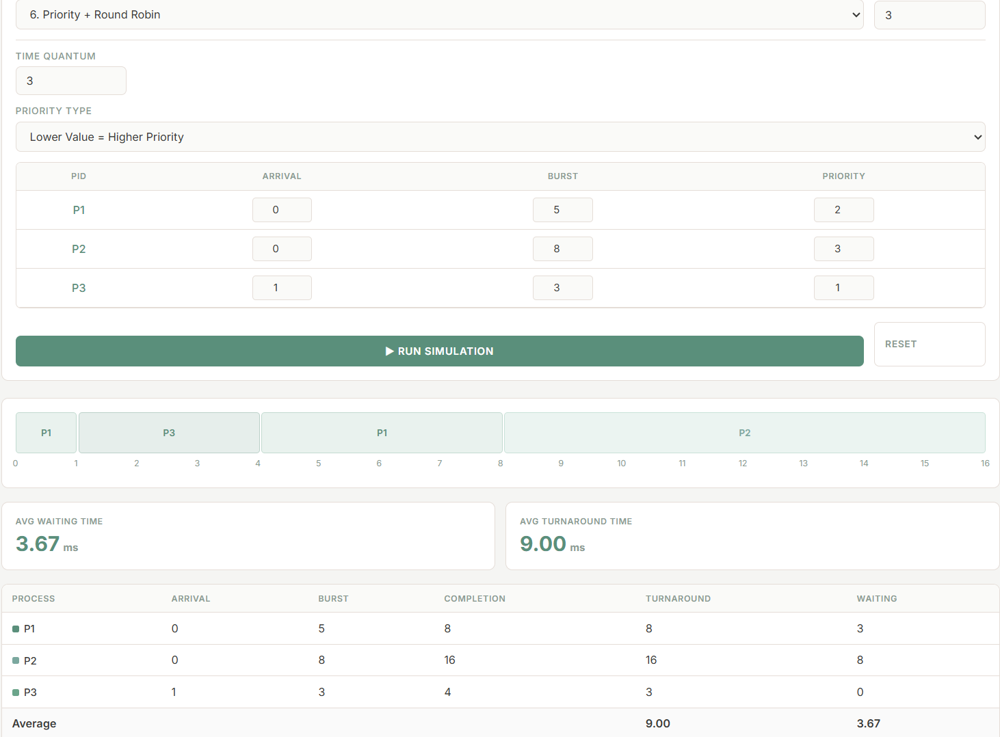 6. Priority + Round Robin 3
TIME QUANTUM
3
PRIORITY TYPE
Lower Value = Higher Priority
PID ARRIVAL BURST PRIORITY
P1 0 5 2
P2 0 8 3
P3 1 3 1
▶ RUN SIMULATION RESET
P1 P3 P1 P2
0 1 2 3 4 5 6 7 8 9 10 11 12 13 14 15 16
AVG WAITING TIME
3.67 ms
AVG TURNAROUND TIME
9.00 ms
PROCESS ARRIVAL BURST COMPLETION TURNAROUND WAITING
P1 0 5 8 8 3
P2 0 8 16 16 8
P3 1 3 4 3 0
Average 9.00 3.67